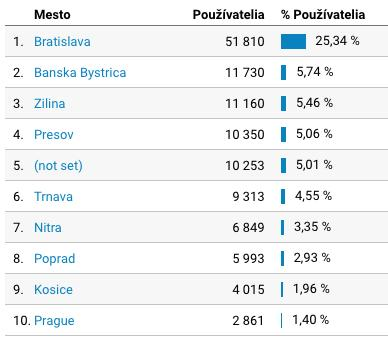 Mesto Používatelia % Používatelia
1. Bratislava 51 810 25,34 %
2. Banska Bystrica 11 730 5,74 %
3. Zilina 11 160 5,46 %
4. Presov 10 350 5,06 %
5. (not set) 10 253 5,01 %
6. Trnava 9 313 4,55 %
7. Nitra 6 849 3,35 %
8. Poprad 5 993 2,93 %
9. Kosice 4 015 1,96 %
10. Prague 2 861 1,40 %